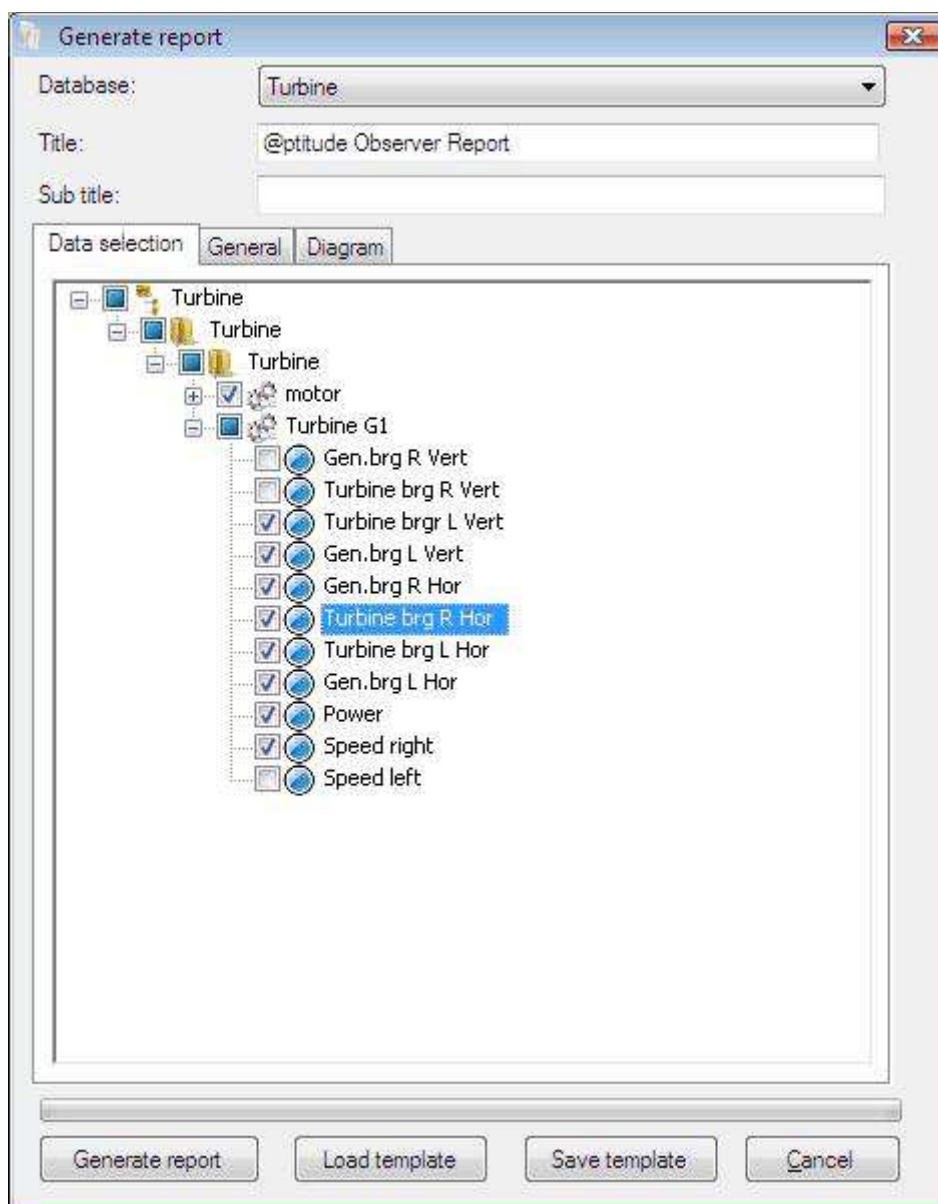 Generate report
Database:
Turbine
Title:
@ptitude Observer Report
Sub title:
Data selection
General
Diagram
Turbine
Turbine
Turbine
motor
Turbine G1
Gen.brg R Vert
Turbine brg R Vert
Turbine brgr L Vert
Gen.brg L Vert
Gen.brg R Hor
Turbine brg R Hor
Turbine brg L Hor
Gen.brg L Hor
Power
Speed right
Speed left
Generate report
Load template
Save template
Cancel